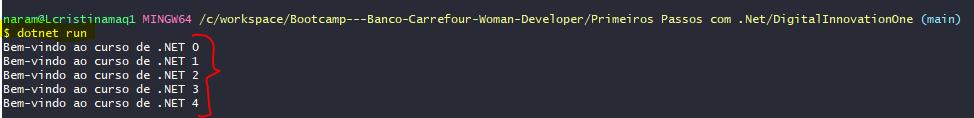 naram@Lcristinamaq1 MINGW64 /c/workspace/Bootcamp---Banco-Carrefour-Woman-Developer/Primeiros Passos com .Net/DigitalInnovationOne (main)
$ dotnet run
Bem-vindo ao curso de .NET 0
Bem-vindo ao curso de .NET 1
Bem-vindo ao curso de .NET 2
Bem-vindo ao curso de .NET 3
Bem-vindo ao curso de .NET 4